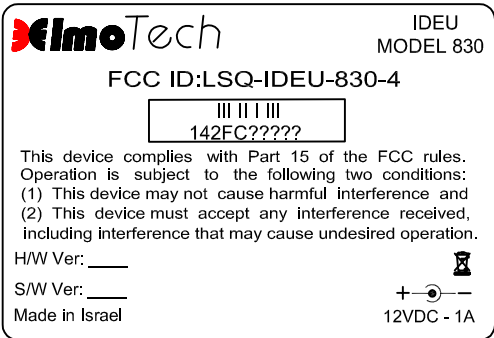 ElmoTech
IDEU
MODEL 830
FCC ID:LSQ-IDEU-830-4
142FC?????
This device complies with Part 15 of the FCC rules.
Operation is subject to the following two conditions:
(1) This device may not cause harmful interference and
(2) This device must accept any interference received,
including interference that may cause undesired operation.
H/W Ver: ____
S/W Ver: ____
Made in Israel
+ −
12VDC - 1A